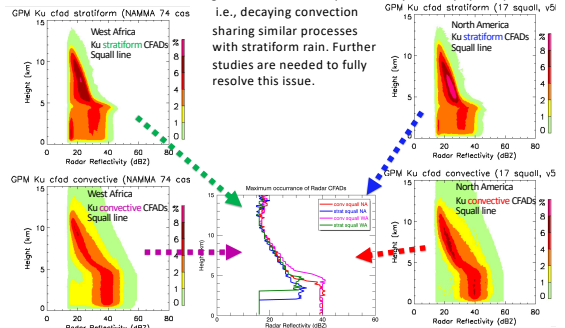 GPM Ku cfad stratiform (NAMMA 74 cas
West Africa
Ku stratiform CFADs
Squall line
%
8
6
4
2
1
0
15
10
5
0
Height (km)
0 20 40 60 80
Radar Reflectivity (dBZ)
i.e., decaying convection
sharing similar processes
with stratiform rain. Further
studies are needed to fully
resolve this issue.
GPM Ku cfad stratiform (17 squall, v5
North America
Ku stratiform CFADs
Squall line
%
8
6
4
2
1
0
15
10
5
0
Height (km)
0 20 40 60 80
Radar Reflectivity (dBZ)
GPM Ku cfad convective (NAMMA 74 cas
West Africa
Ku convective CFADs
Squall line
%
8
6
4
2
1
0
15
10
5
0
Height (km)
0 20 40 60 80
Radar Reflectivity (dBZ)
Maximum occurrance of Radar CFADs
conv squall NA
strat squall NA
conv squall WA
strat squall WA
15
10
5
0
Height(km)
20 40 60
Radar Reflectivity (dBZ)
GPM Ku cfad convective (17 squall, v5
North America
Ku convective CFADs
Squall line
%
8
6
4
2
1
0
15
10
5
0
Height (km)
0 20 40 60 80
Radar Reflectivity (dBZ)